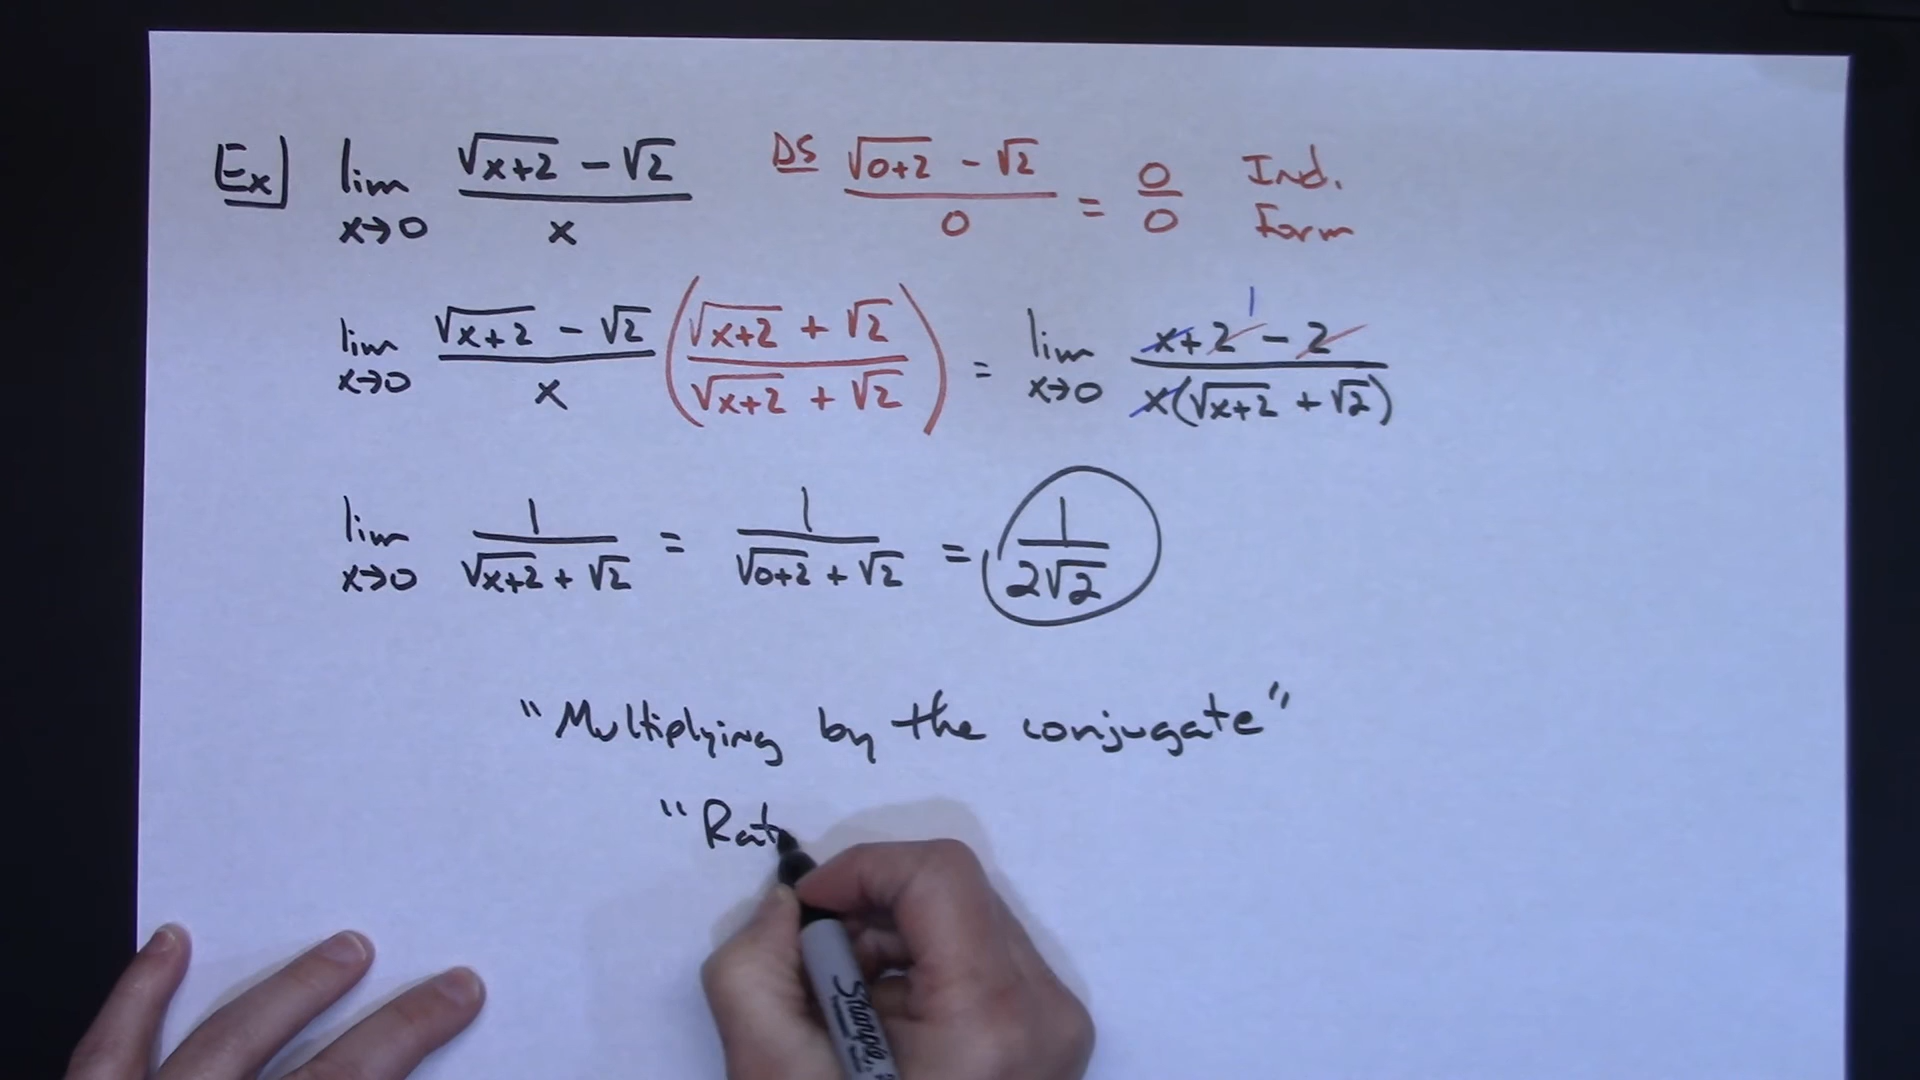 Ex] lim x→0 (√(x+2) - √2)/x DS (√(0+2) - √2)/0 = 0/0 Ind. Form
lim x→0 (√(x+2) - √2)/x ((√(x+2) + √2)/(√(x+2) + √2)) = lim x→0 (x+2-2)/(x(√(x+2) + √2)) 1
lim x→0 1/(√(x+2) + √2) = 1/(√(0+2) + √2) = 1/(2√2)
"Multiplying by the conjugate"
"Rat
Sharpie